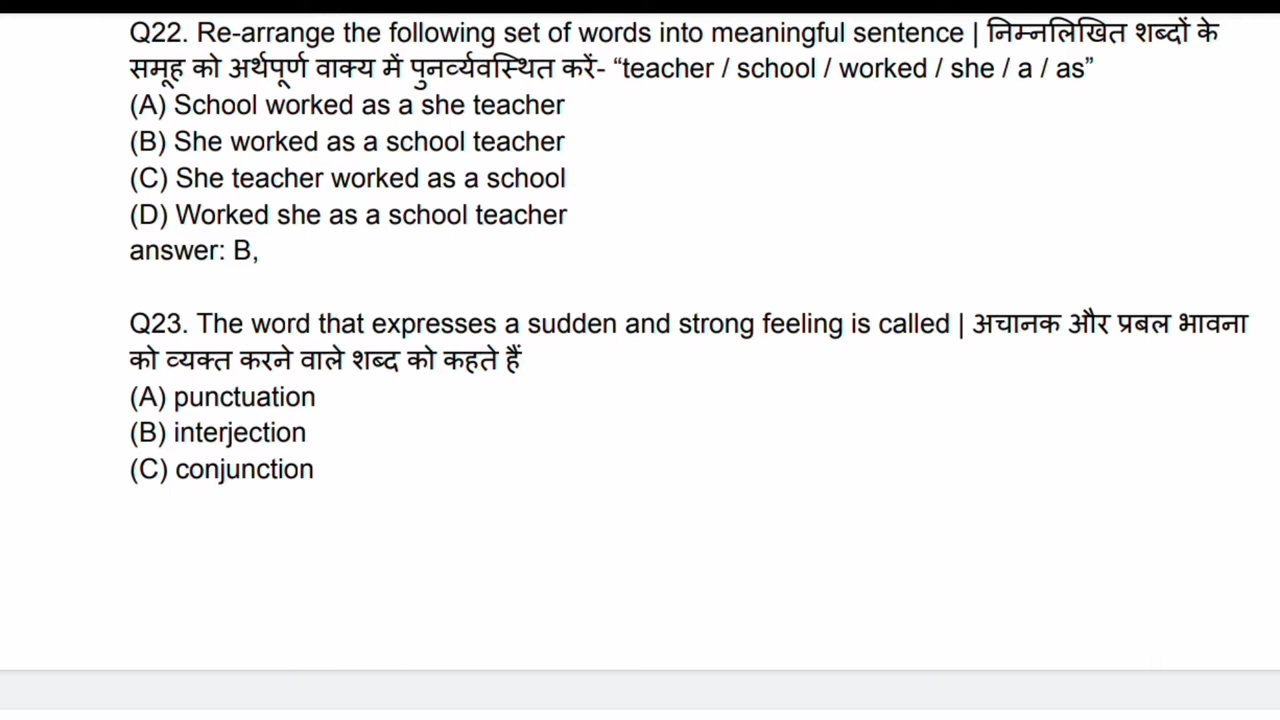 Q22. Re-arrange the following set of words into meaningful sentence | निम्नलिखित शब्दों के
समूह को अर्थपूर्ण वाक्य में पुनर्व्यवस्थित करें- “teacher / school / worked / she / a / as”
(A) School worked as a she teacher
(B) She worked as a school teacher
(C) She teacher worked as a school
(D) Worked she as a school teacher
answer: B,
Q23. The word that expresses a sudden and strong feeling is called | अचानक और प्रबल भावना
को व्यक्त करने वाले शब्द को कहते हैं
(A) punctuation
(B) interjection
(C) conjunction